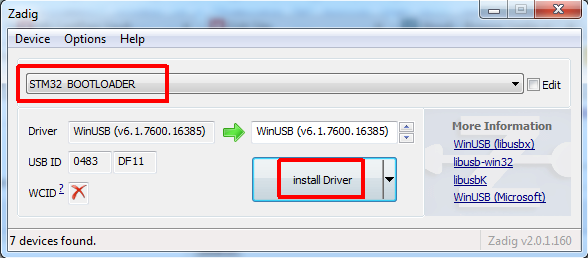 Zadig
Device Options Help
STM32 BOOTLOADER Edit
Driver WinUSB (v6.1.7600.16385) WinUSB (v6.1.7600.16385)
USB ID 0483 DF11
WCID ?
install Driver
More Information
WinUSB (libusbx)
libusb-win32
libusbK
WinUSB (Microsoft)
7 devices found. Zadig v2.0.1.160